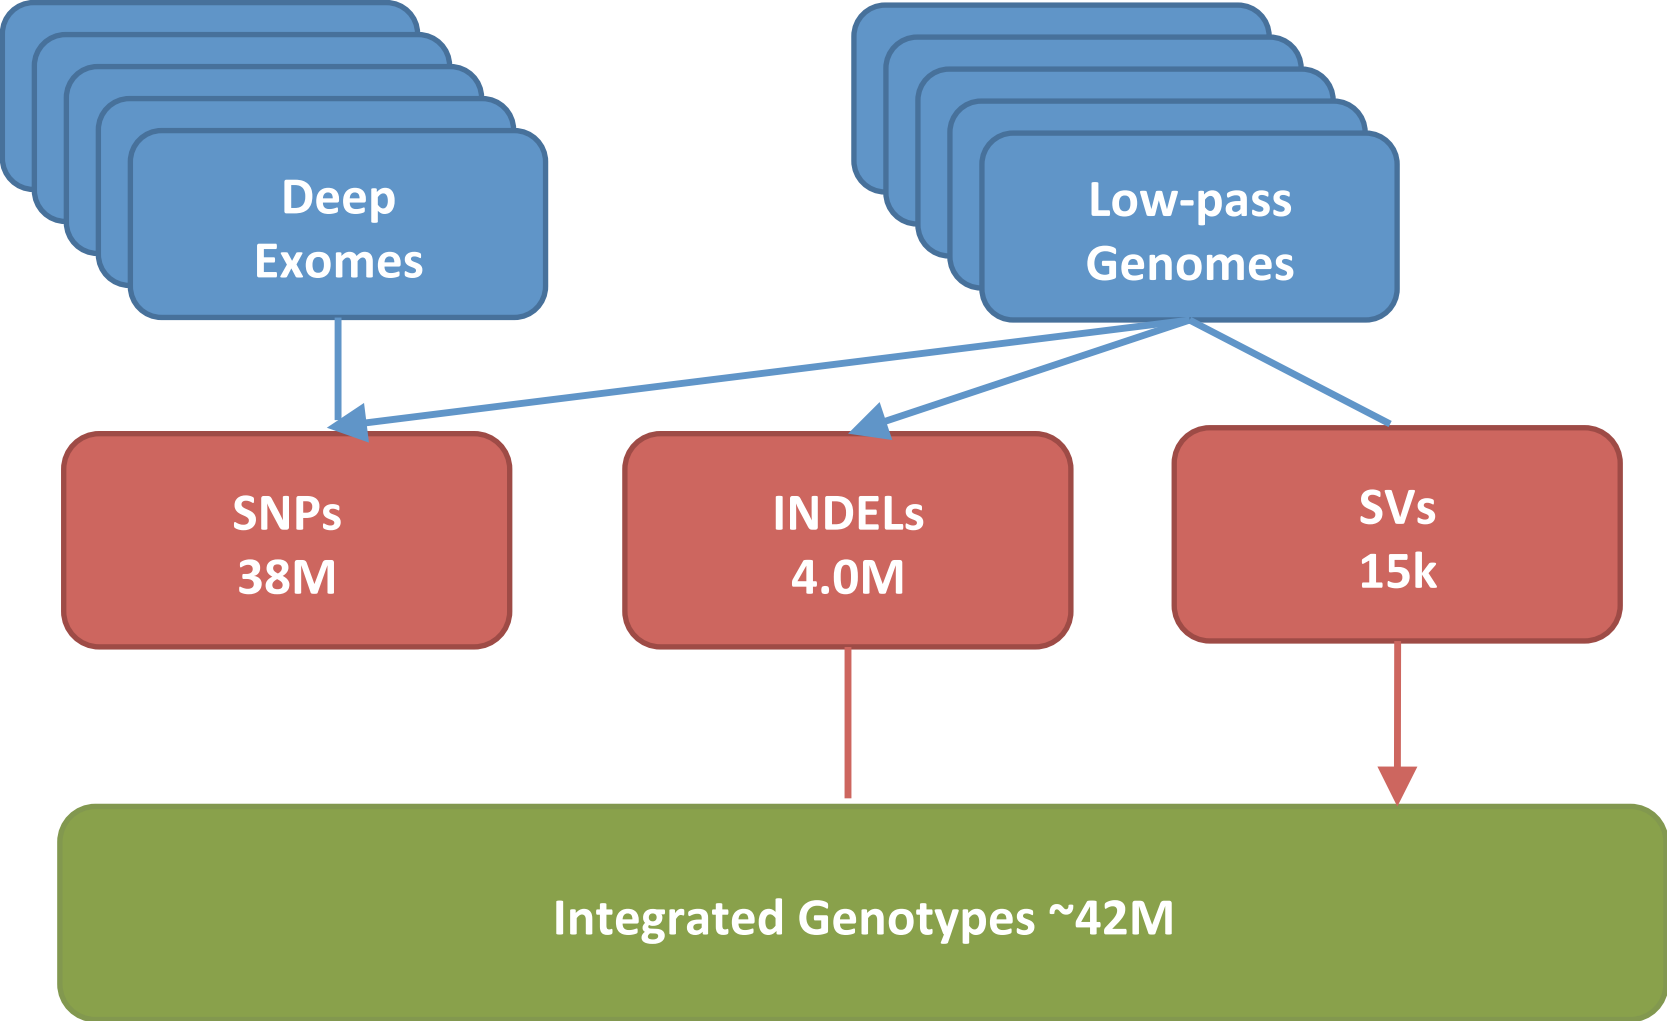 Deep
Exomes
Low-pass
Genomes
SNPs
38M
INDELs
4.0M
SVs
15k
Integrated Genotypes ~42M